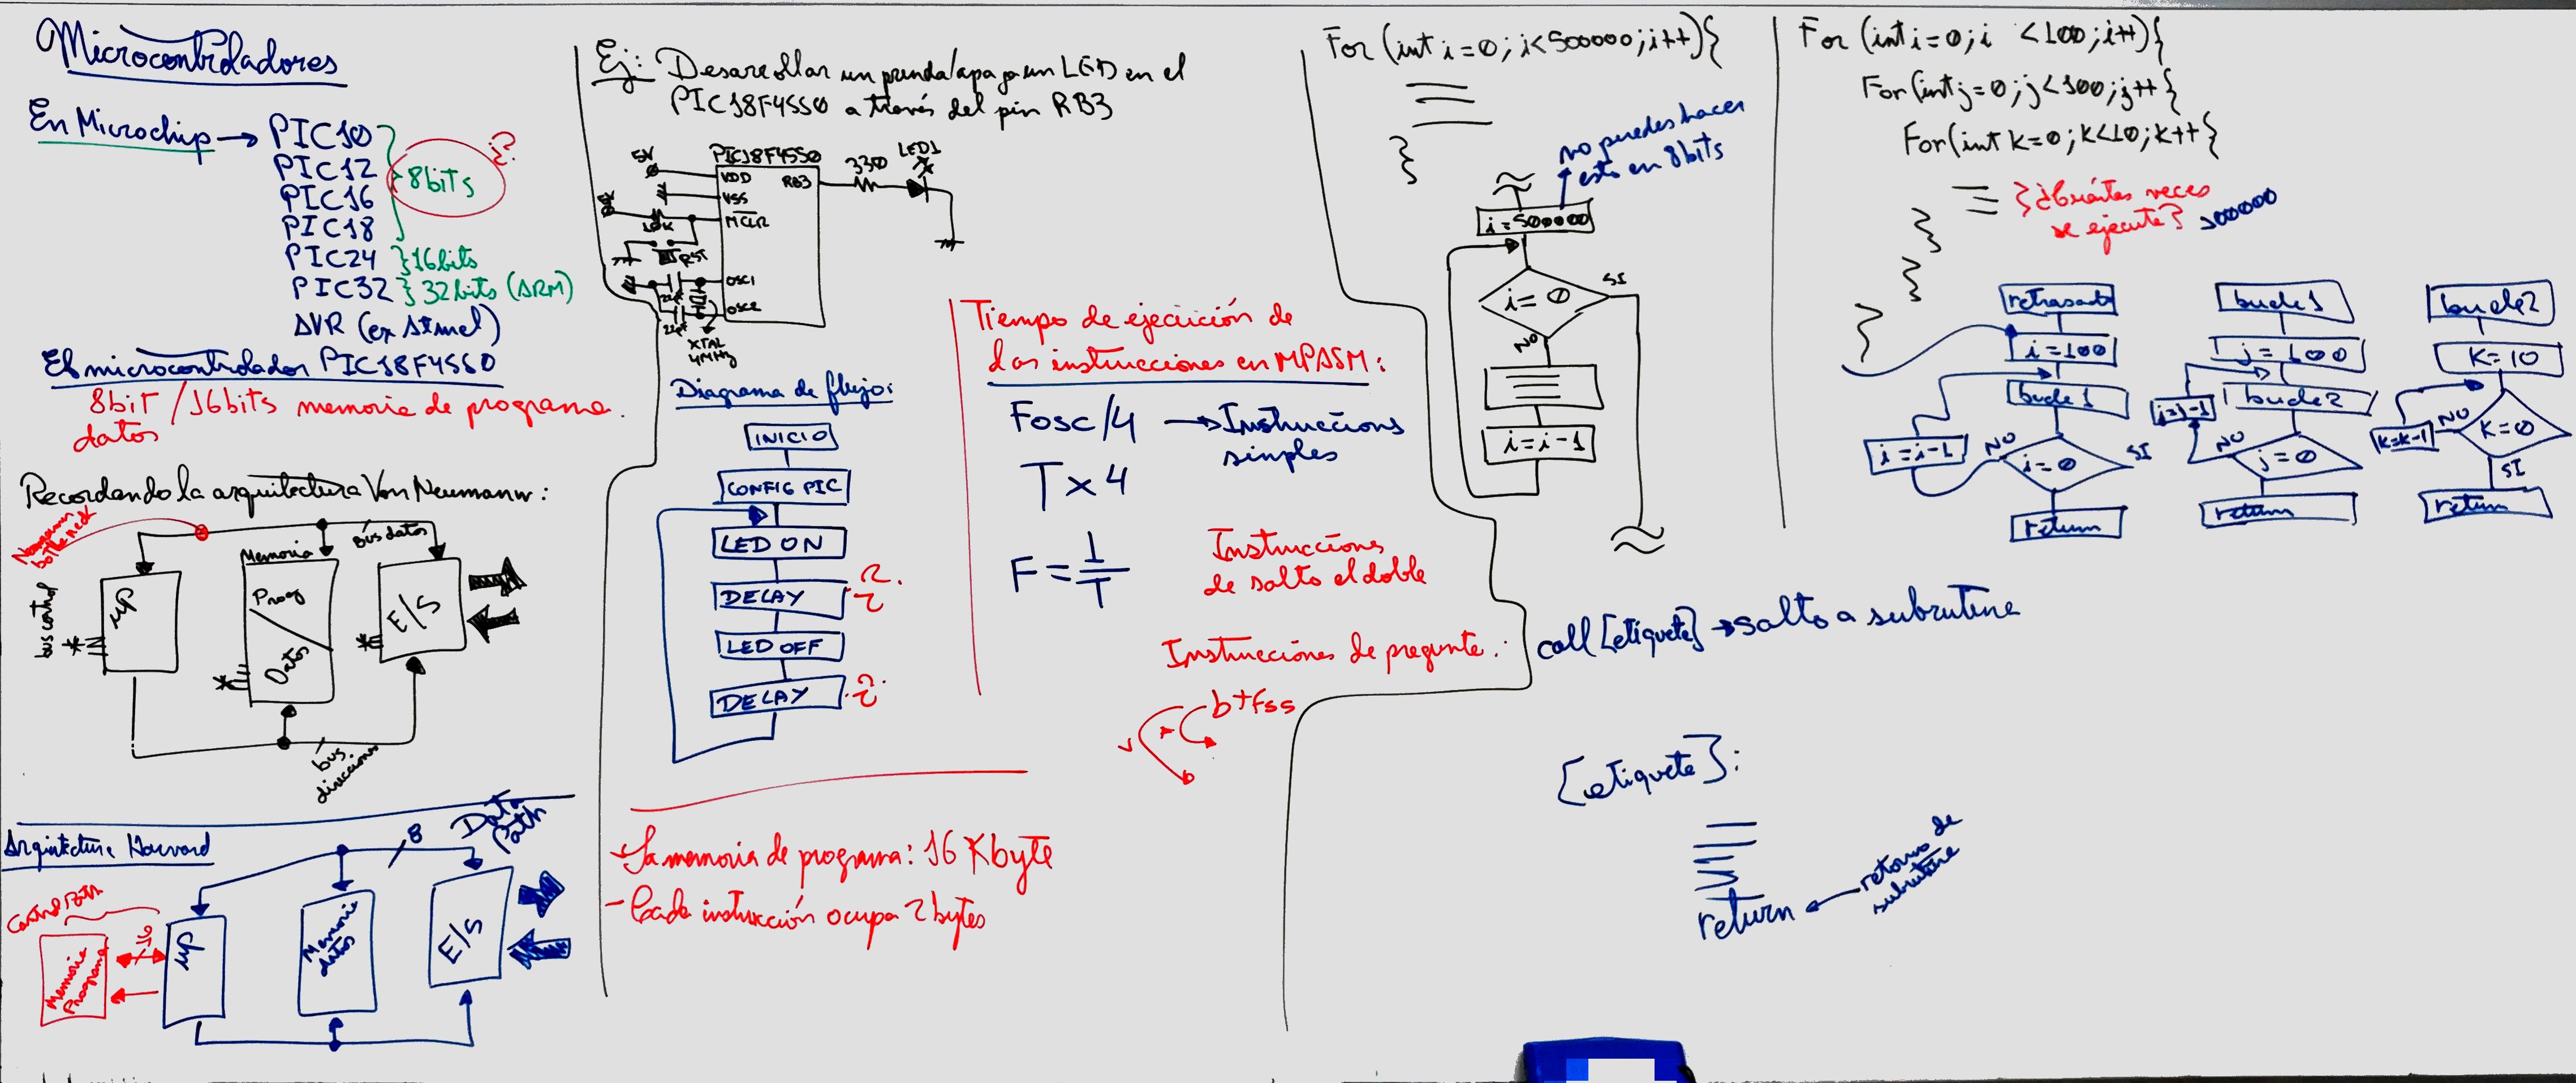 Microcontroladores
En Microchip → PIC10
PIC12
PIC16
PIC18
8bits
?
PIC24 } 16bits
PIC32 } 32bits (ARM)
AVR (ex Atmel)
El microcontrolador PIC18F4550
8bit / 16bits memoria de programa.
datos
Recordando la arquitectura Von Neumann:
bottleneck
bus datos
Memoria
bus control
μP
Prog
Datos
E/S
bus
direcciones
Arquitectura Harvard
8
Data
Path
Control Path
16
Memoria
Programa
μP
Memoria
datos
E/S
Ej: Desarrollar un prenda/apaga un LED en el
PIC18F4550 a través del pin RB3
PIC18F4550
5V
VDD
VSS
MCLR
RB3
330
LED1
5V
10K
RST
OSC1
OSC2
22pF
22pF
XTAL
4MHz
Diagrama de flujo:
INICIO
CONFIG PIC
LED ON
DELAY ?
LED OFF
DELAY ?
- La memoria de programa: 16 Kbyte
- Cada instrucción ocupa 2 bytes
Tiempo de ejecución de
las instrucciones en MPASM:
Fosc/4 → Instruccions
simples
T x 4
F = 1/T
Instrucciones
de salto el doble
Instrucciones de pregunta:
btfss
v
For (int i=0; i<500000; i++){
}
no puedes hacer
esto en 8bits
i=500000
i=0
SI
NO
i=i-1
For (int i=0; i <100; i++){
For (int j=0; j<100; j++{
For (int k=0; k<10; k++{
} ¿Cuántas veces
se ejecuta? 100000
}
}
}
retrasado
i=100
bucle1
i=i-1
NO
i=0
SI
return
bucle1
j=100
bucle2
j=j-1
NO
j=0
return
bucle2
K=10
k=k-1
NO
K=0
SI
return
call [etiqueta] → salto a subrutina
[etiqueta]:
return
retorno de
subrutina